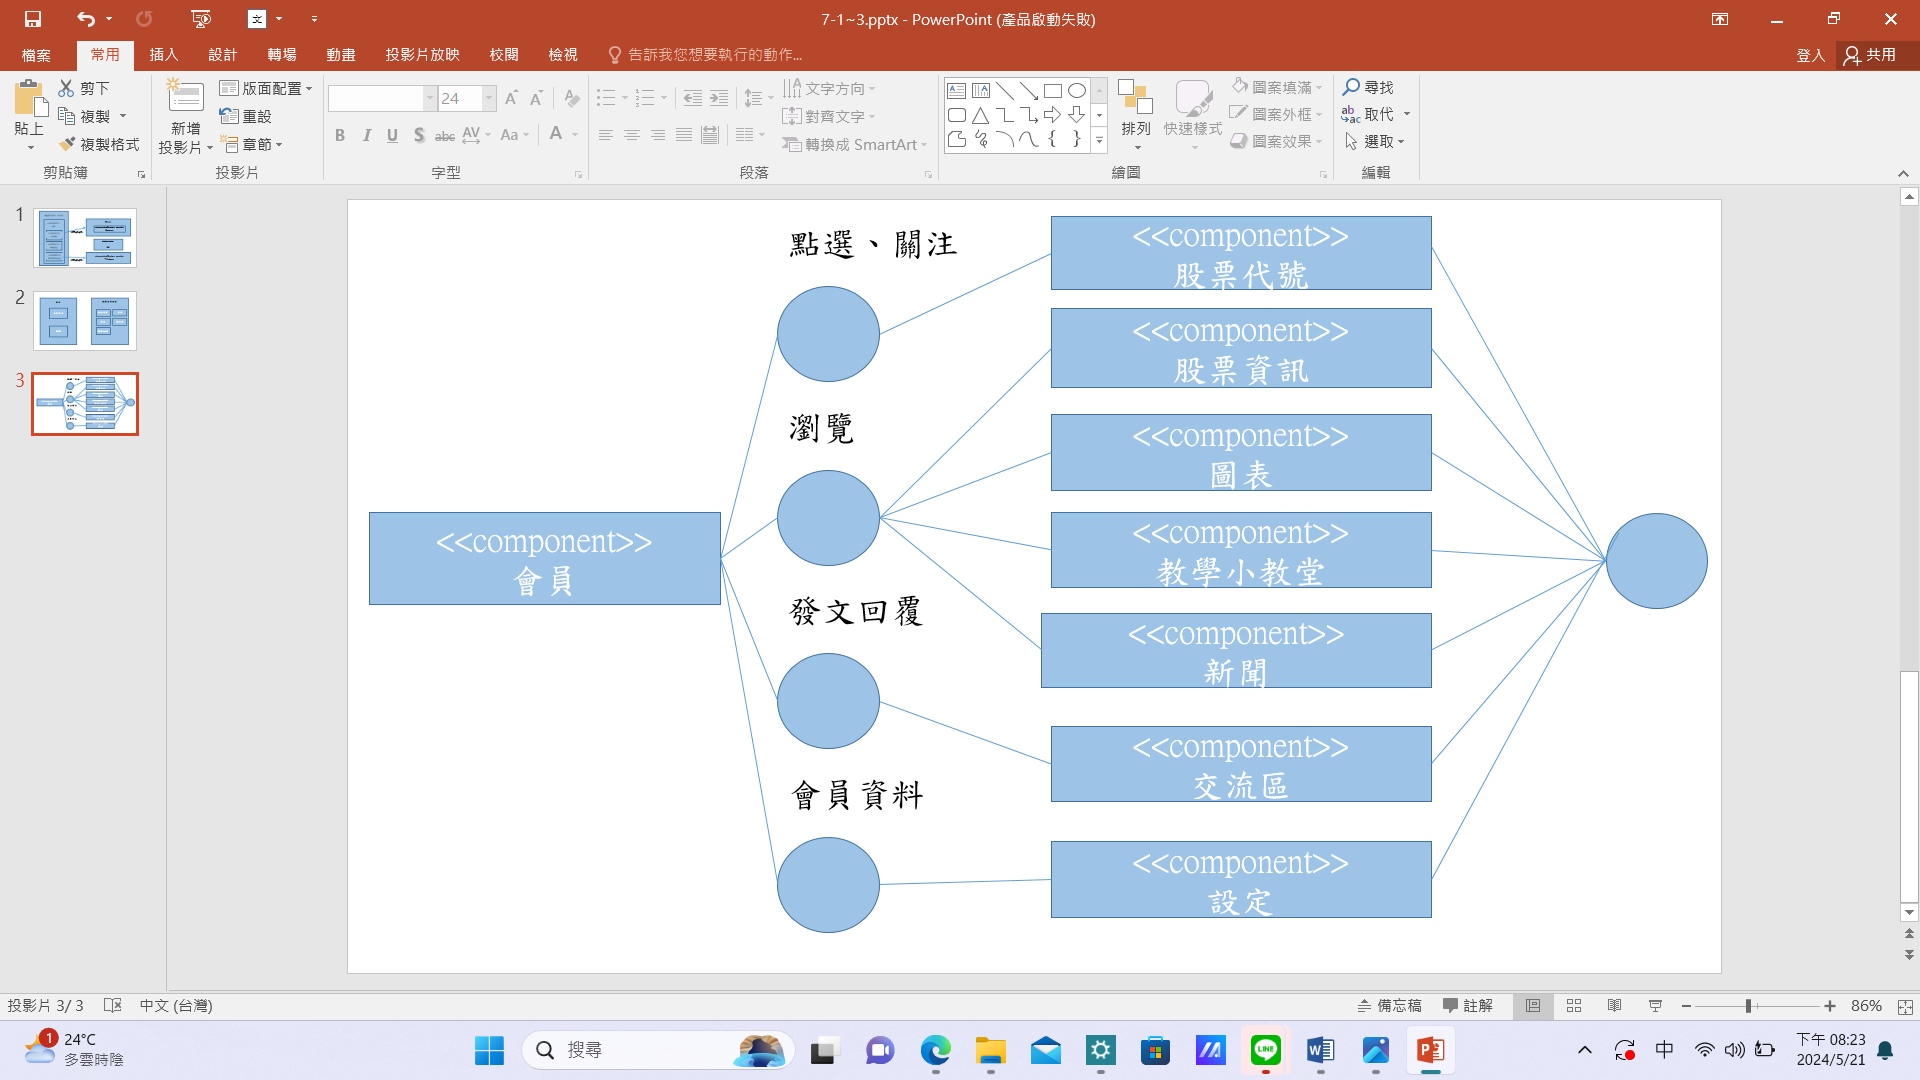 7-1~3.pptx - PowerPoint (產品啟動失敗)
檔案 常用 插入 設計 轉場 動畫 投影片放映 校閱 檢視 告訴我您想要執行的動作... 登入 共用
貼上 剪下 複製 複製格式 剪貼簿
新增投影片 版面配置 重設 章節 投影片
24 B I U S abc AV Aa A 字型
文字方向 對齊文字 轉換成 SmartArt 段落
排列 快速樣式 圖案填滿 圖案外框 圖案效果 繪圖
尋找 取代 選取 編輯
1
2
3
點選、關注
瀏覽
發文回覆
會員資料
<<component>>
會員
<<component>>
股票代號
<<component>>
股票資訊
<<component>>
圖表
<<component>>
教學小教堂
<<component>>
新聞
<<component>>
交流區
<<component>>
設定
投影片 3/ 3 中文 (台灣) 備忘稿 註解 86%
1 24°C
多雲時陰
搜尋
中 下午 08:23
2024/5/21